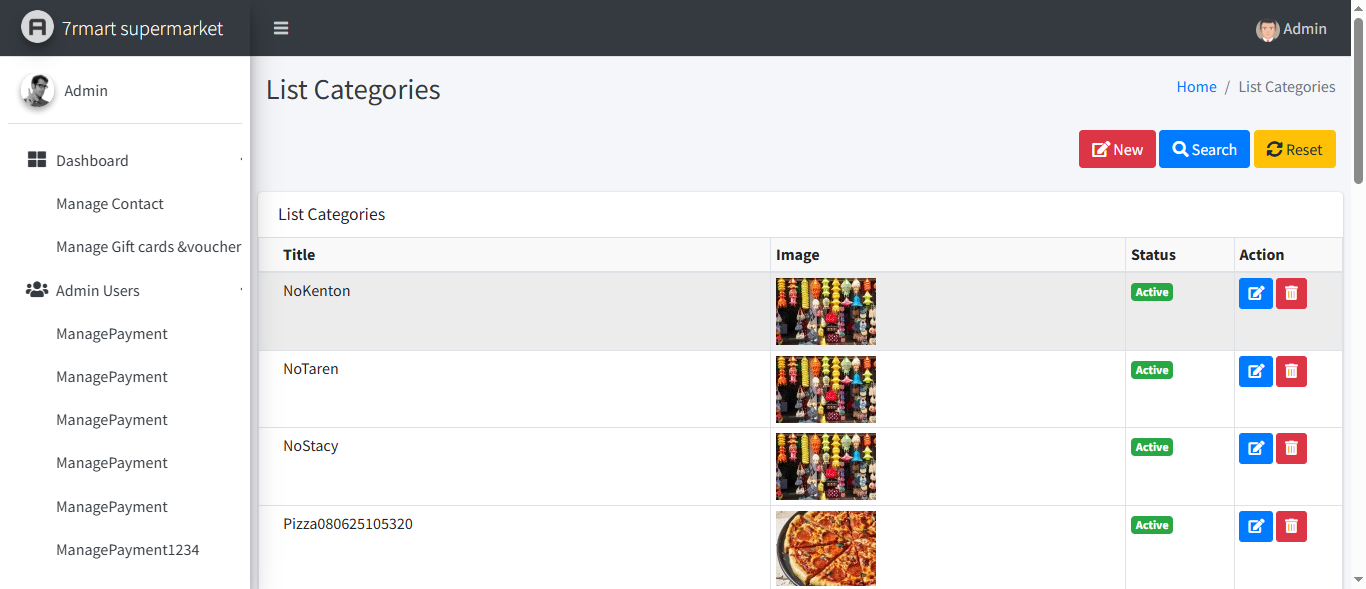 7rmart supermarket
Admin
Admin
List Categories
Home / List Categories
New Search Reset
Dashboard
Manage Contact
Manage Gift cards &voucher
Admin Users
ManagePayment
ManagePayment
ManagePayment
ManagePayment
ManagePayment
ManagePayment1234
List Categories
Title Image Status Action
NoKenton Active
NoTaren Active
NoStacy Active
Pizza080625105320 Active